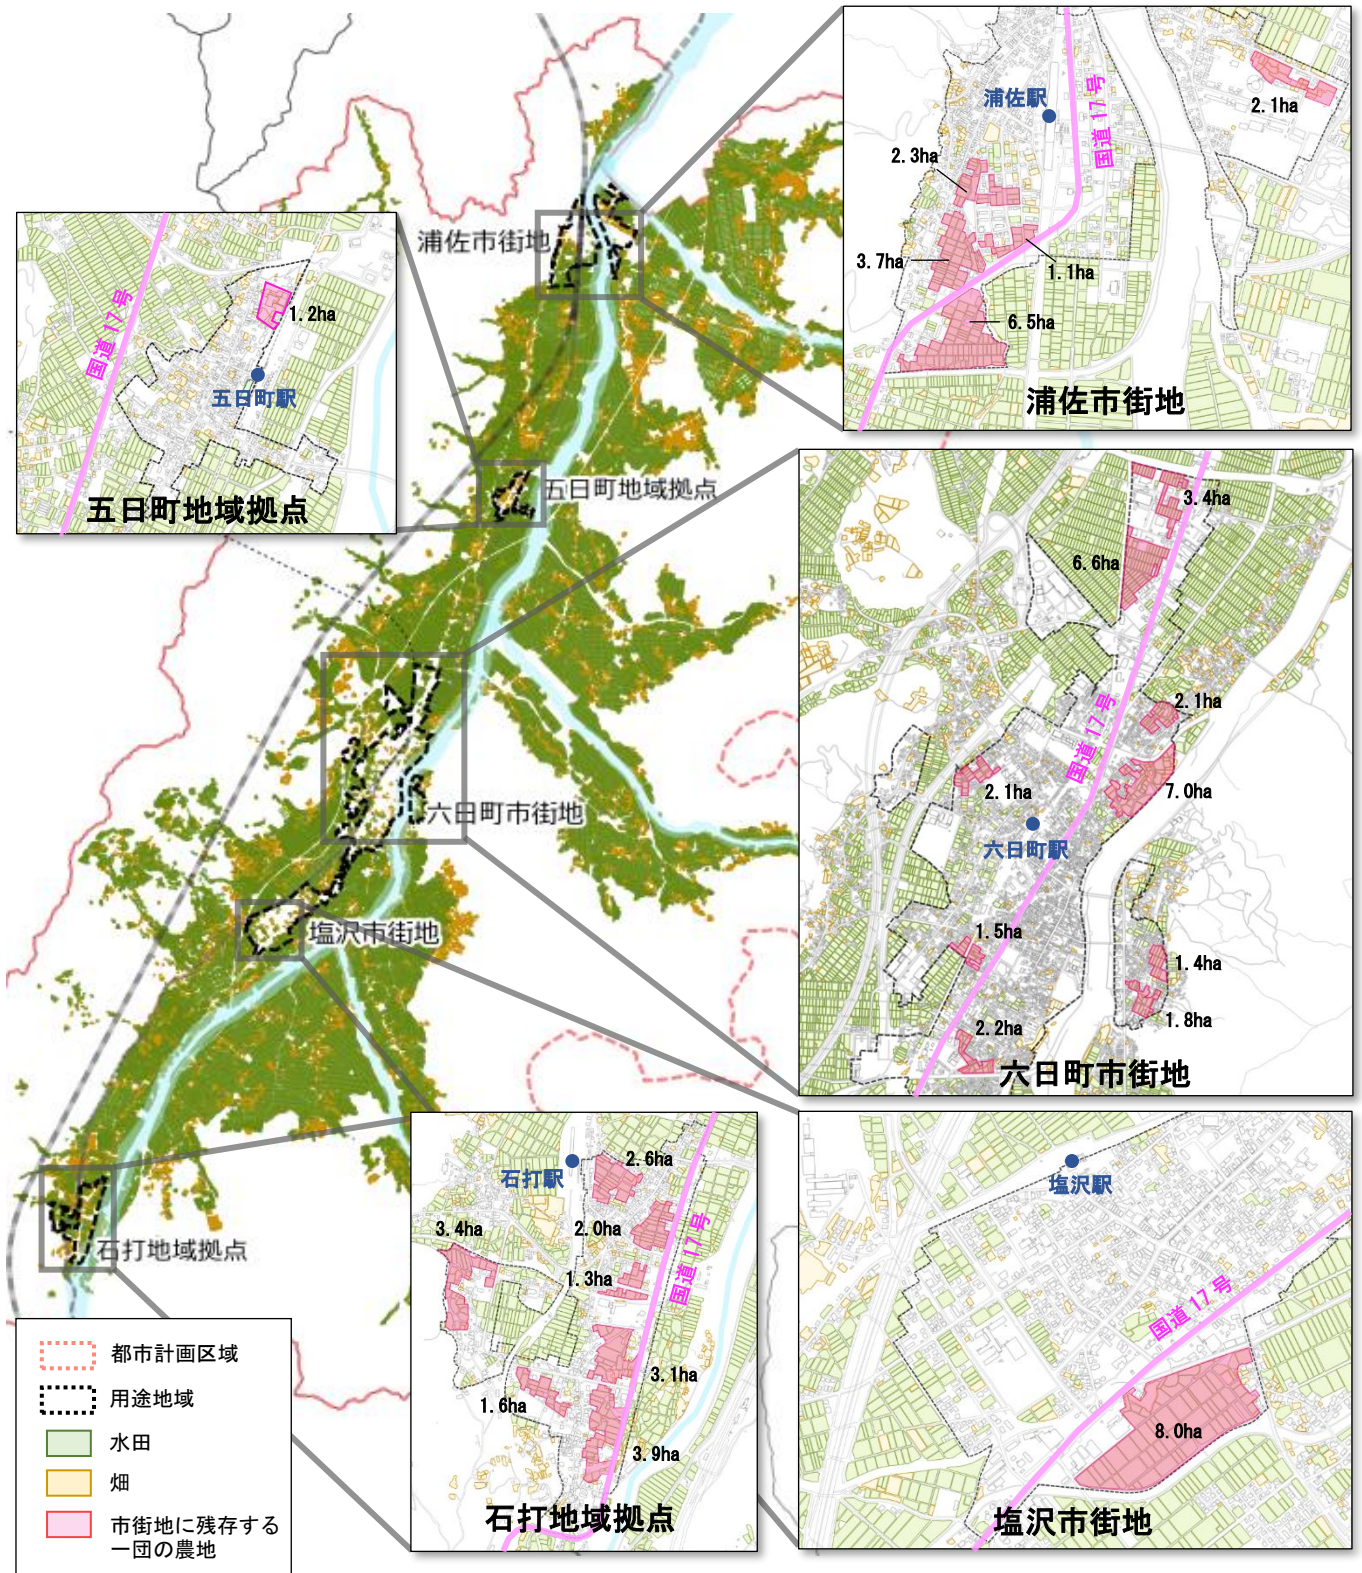 浦佐市街地
五日町地域拠点
六日町市街地
塩沢市街地
石打地域拠点
浦佐駅
国道17号
2.1ha
2.3ha
3.7ha
1.1ha
6.5ha
浦佐市街地
国道17号
1.2ha
五日町駅
五日町地域拠点
3.4ha
6.6ha
2.1ha
国道17号
2.1ha
7.0ha
六日町駅
1.5ha
1.4ha
1.8ha
2.2ha
六日町市街地
石打駅
2.6ha
3.4ha
2.0ha
国道17号
1.3ha
3.1ha
1.6ha
3.9ha
石打地域拠点
塩沢駅
国道17号
8.0ha
塩沢市街地
都市計画区域
用途地域
水田
畑
市街地に残存する
一団の農地